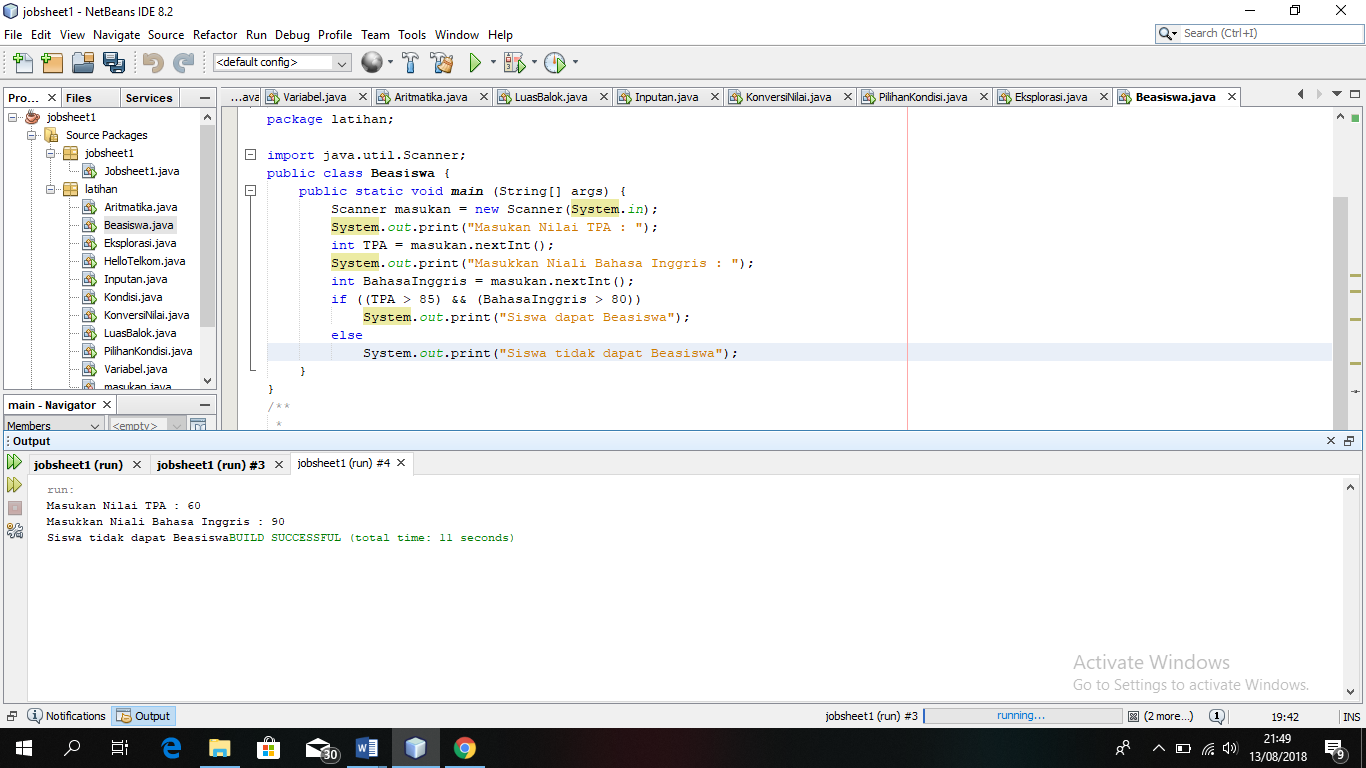 jobsheet1 - NetBeans IDE 8.2
File Edit View Navigate Source Refactor Run Debug Profile Team Tools Window Help
Search (Ctrl+I)
<default config>
Pro... Files Services
...ava Variabel.java Aritmatika.java LuasBalok.java Inputan.java KonversiNilai.java PilihanKondisi.java Eksplorasi.java Beasiswa.java
jobsheet1
Source Packages
jobsheet1
Jobsheet1.java
latihan
Aritmatika.java
Beasiswa.java
Eksplorasi.java
HelloTelkom.java
Inputan.java
Kondisi.java
KonversiNilai.java
LuasBalok.java
PilihanKondisi.java
Variabel.java
masukan.java
main - Navigator
Members <empty>
package latihan;
import java.util.Scanner;
public class Beasiswa {
public static void main (String[] args) {
Scanner masukan = new Scanner(System.in);
System.out.print("Masukan Nilai TPA : ");
int TPA = masukan.nextInt();
System.out.print("Masukkan Niali Bahasa Inggris : ");
int BahasaInggris = masukan.nextInt();
if ((TPA > 85) && (BahasaInggris > 80))
System.out.print("Siswa dapat Beasiswa");
else
System.out.print("Siswa tidak dapat Beasiswa");
}
}
/**
*
Output
jobsheet1 (run) jobsheet1 (run) #3 jobsheet1 (run) #4
run:
Masukan Nilai TPA : 60
Masukkan Niali Bahasa Inggris : 90
Siswa tidak dapat BeasiswaBUILD SUCCESSFUL (total time: 11 seconds)
Activate Windows
Go to Settings to activate Windows.
Notifications Output
jobsheet1 (run) #3 running... (2 more...) 1 19:42 INS
30
21:49
13/08/2018
9